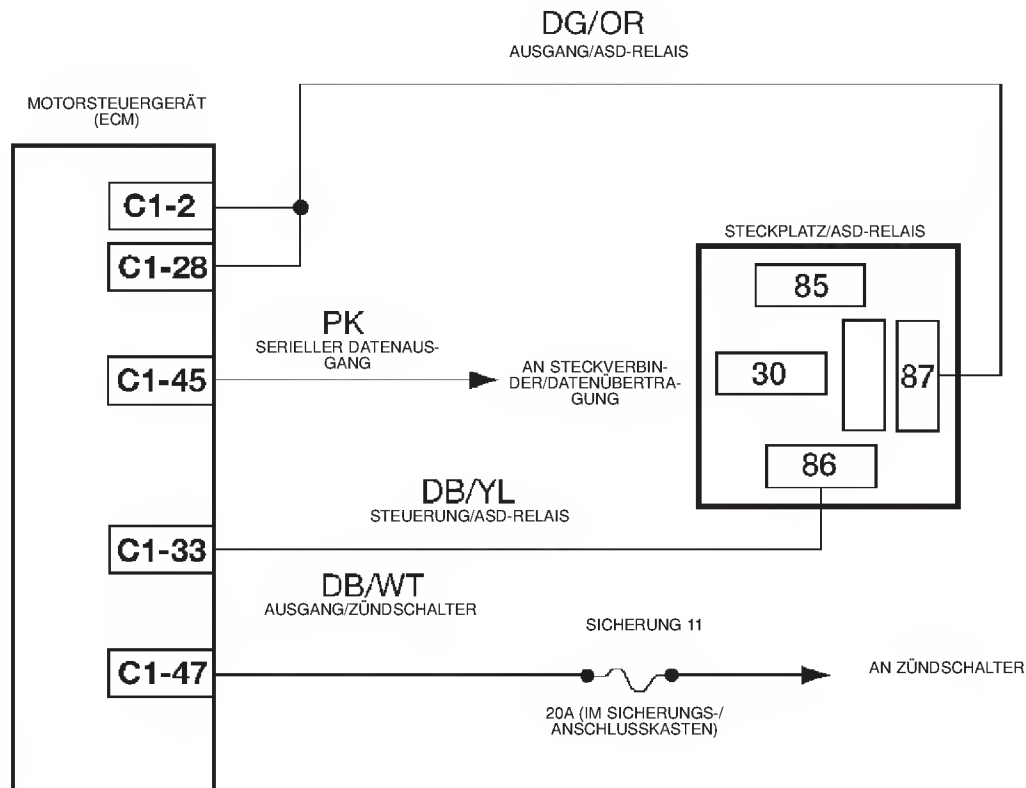 DG/OR
AUSGANG/ASD-RELAIS
MOTORSTEUERGERÄT
(ECM)
C1-2
C1-28
STECKPLATZ/ASD-RELAIS
85
30
87
86
PK
SERIELLER DATENAUS-
GANG
C1-45
AN STECKVERBIN-
DER/DATENÜBERTRA-
GUNG
DB/YL
STEUERUNG/ASD-RELAIS
C1-33
DB/WT
AUSGANG/ZÜNDSCHALTER
SICHERUNG 11
C1-47
AN ZÜNDSCHALTER
20A (IM SICHERUNGS-/
ANSCHLUSSKASTEN)